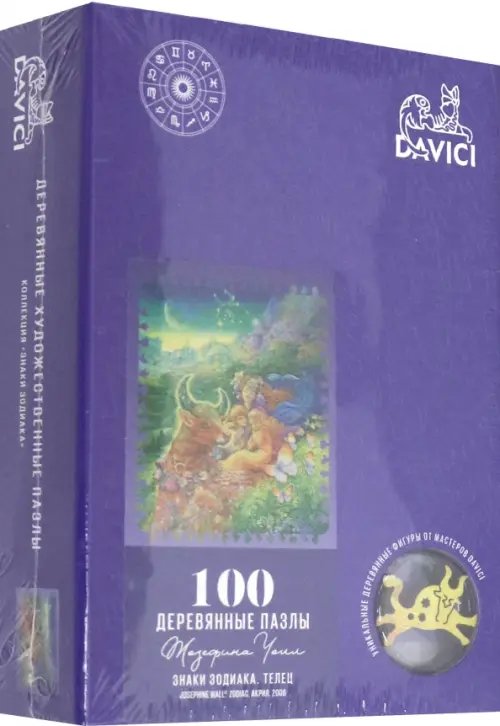 DAVICI
ДЕРЕВЯННЫЕ ХУДОЖЕСТВЕННЫЕ ПАЗЛЫ
КОЛЛЕКЦИЯ «ЗНАКИ ЗОДИАКА»
DAVICI
100
ДЕРЕВЯННЫЕ ПАЗЛЫ
Жозефина Уолл
ЗНАКИ ЗОДИАКА. ТЕЛЕЦ
JOSEPHINE WALL® ZODIAC, АКРИЛ, 2008
УНИКАЛЬНЫЕ ДЕРЕВЯННЫЕ ФИГУРЫ ОТ МАСТЕРОВ DAVICI